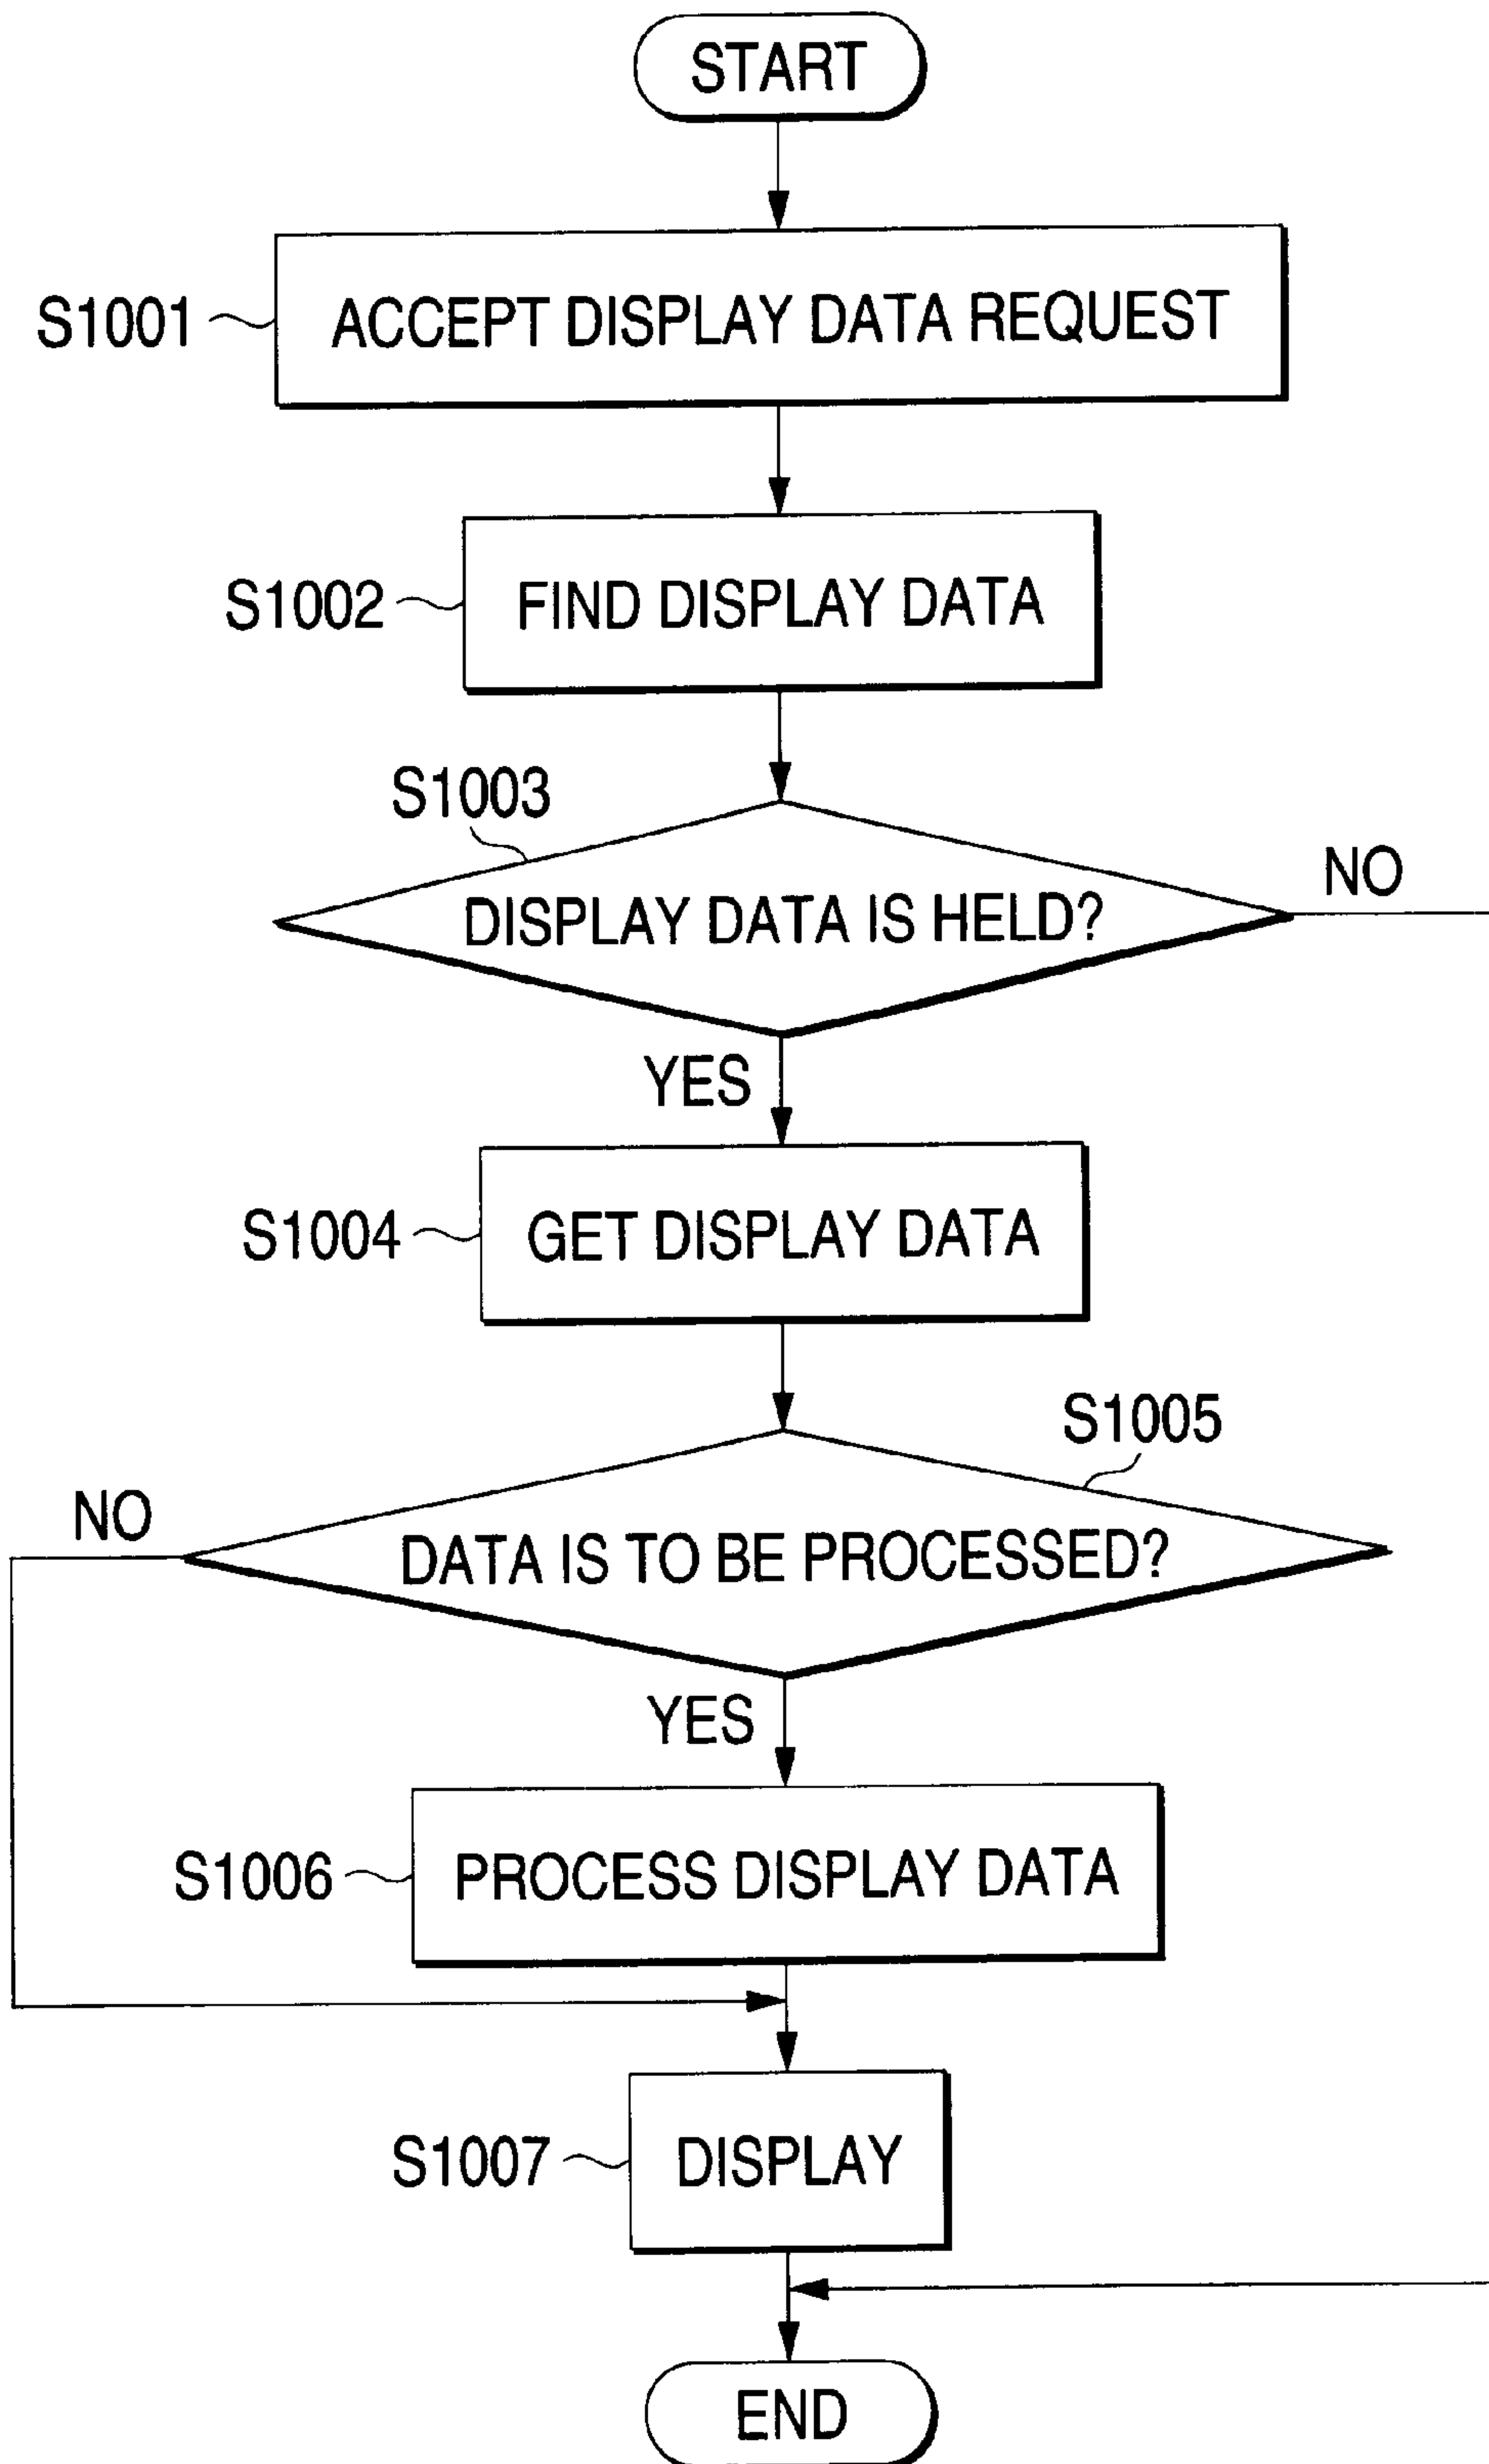 START
S1001
ACCEPT DISPLAY DATA REQUEST
S1002
FIND DISPLAY DATA
S1003
DISPLAY DATA IS HELD?
NO
YES
S1004
GET DISPLAY DATA
S1005
NO
DATA IS TO BE PROCESSED?
YES
S1006
PROCESS DISPLAY DATA
S1007
DISPLAY
END